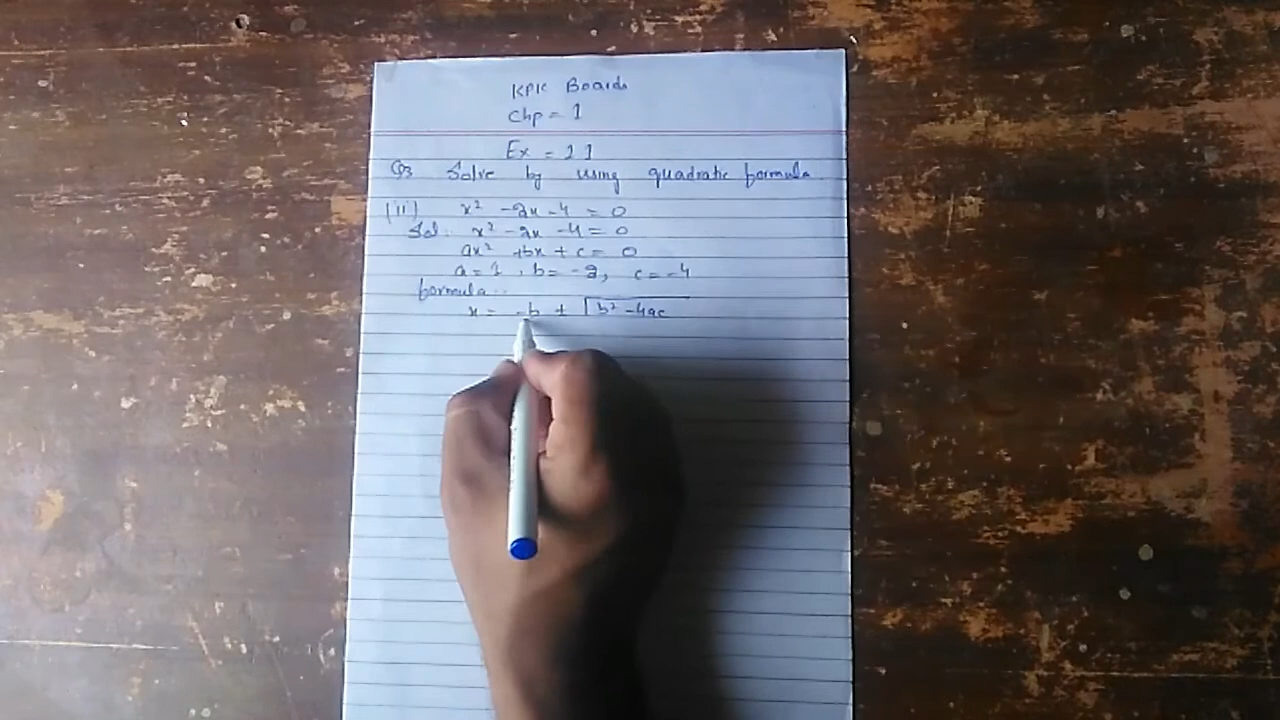 KPK Boards
Chp = 1
Ex = 1 1
Q3 Solve by using quadratic formula.
(ii) x² - 2x - 4 = 0
Sol: x² - 2x - 4 = 0
ax² + bx + c = 0
a = 1 , b = -2, c = -4
formula:
x = -b ± √b² - 4ac